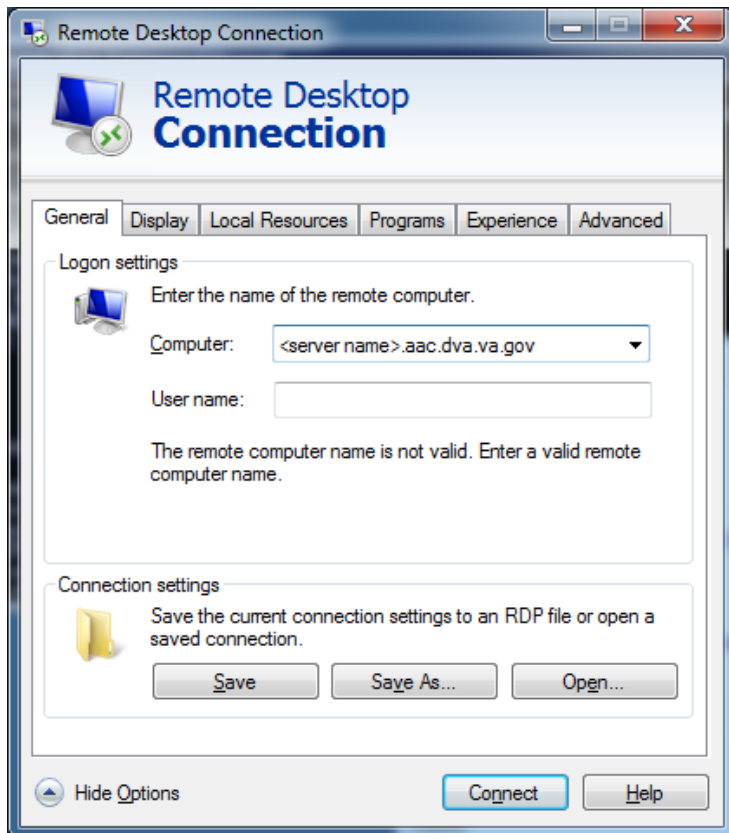 Remote Desktop Connection
Remote Desktop
Connection
General Display Local Resources Programs Experience Advanced
Logon settings
Enter the name of the remote computer.
Computer: <server name>.aac.dva.va.gov
User name:
The remote computer name is not valid. Enter a valid remote
computer name.
Connection settings
Save the current connection settings to an RDP file or open a
saved connection.
Save Save As... Open...
Hide Options Connect Help